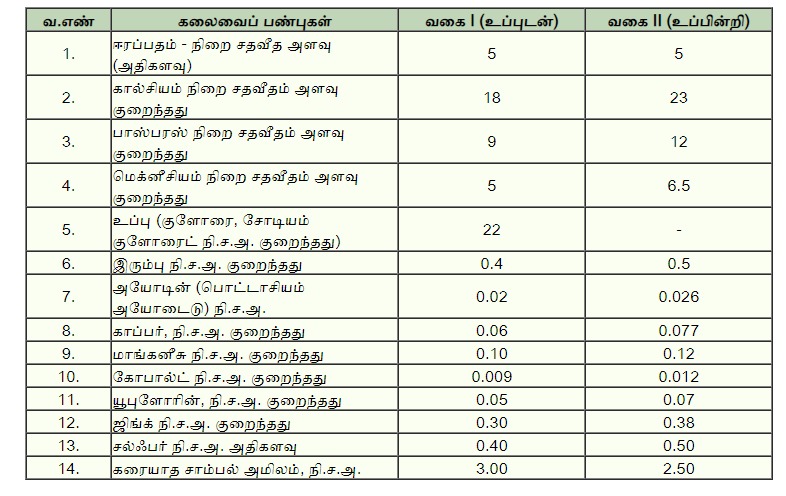 வ.எண் கலைவைப் பண்புகள் வகை I (உப்புடன்) வகை II (உப்பின்றி)
1. ஈரப்பதம் - நிறை சதவீத அளவு (அதிகளவு) 5 5
2. கால்சியம் நிறை சதவீதம் அளவு குறைந்தது 18 23
3. பாஸ்பரஸ் நிறை சதவீதம் அளவு குறைந்தது 9 12
4. மெக்னீசியம் நிறை சதவீதம் அளவு குறைந்தது 5 6.5
5. உப்பு (குளோரை, சோடியம் குளோரைட் நி.ச.அ. குறைந்தது) 22 -
6. இரும்பு நி.ச.அ. குறைந்தது 0.4 0.5
7. அயோடின் (பொட்டாசியம் அயோடைடு) நி.ச.அ. 0.02 0.026
8. காப்பர், நி.ச.அ. குறைந்தது 0.06 0.077
9. மாங்கனீசு நி.ச.அ. குறைந்தது 0.10 0.12
10. கோபால்ட் நி.ச.அ. குறைந்தது 0.009 0.012
11. யூபுளோரின், நி.ச.அ. குறைந்தது 0.05 0.07
12. ஜிங்க் நி.ச.அ. குறைந்தது 0.30 0.38
13. சல்ஃபர் நி.ச.அ. அதிகளவு 0.40 0.50
14. கரையாத சாம்பல் அமிலம், நி.ச.அ. 3.00 2.50